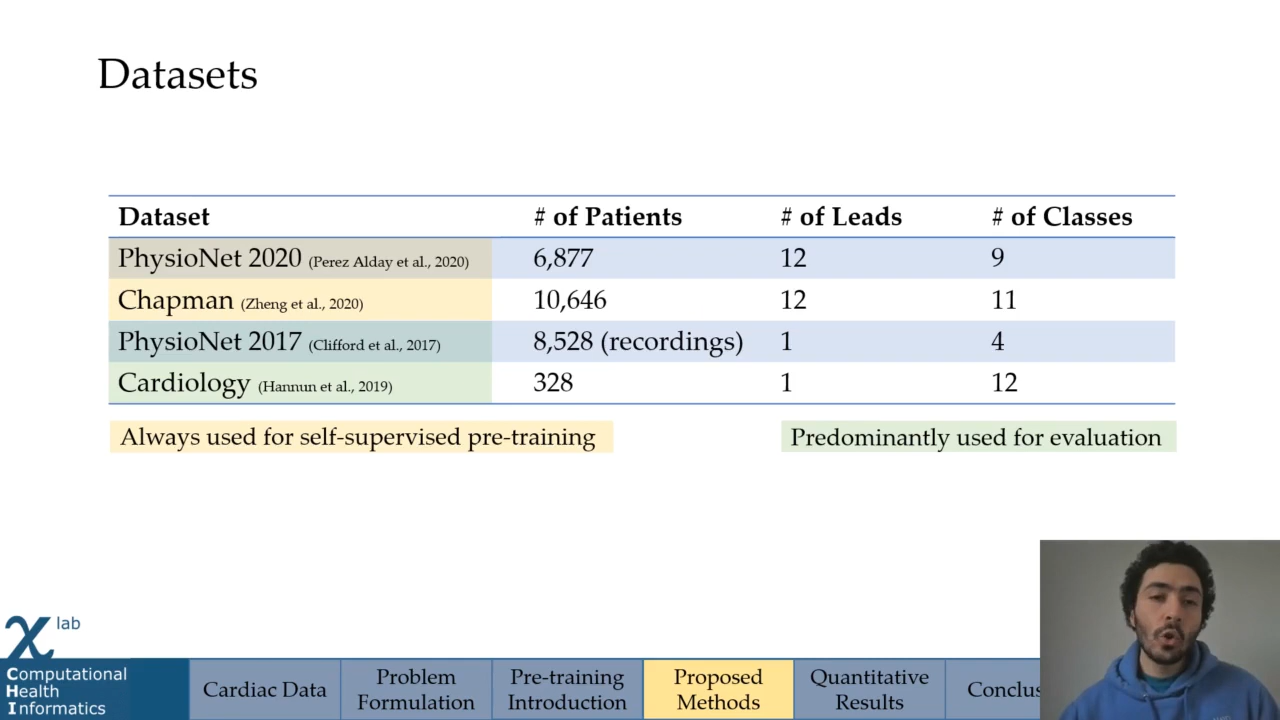 Datasets
Dataset # of Patients # of Leads # of Classes
PhysioNet 2020 (Perez Alday et al., 2020) 6,877 12 9
Chapman (Zheng et al., 2020) 10,646 12 11
PhysioNet 2017 (Clifford et al., 2017) 8,528 (recordings) 1 4
Cardiology (Hannun et al., 2019) 328 1 12
Always used for self-supervised pre-training Predominantly used for evaluation
χ lab
Computational
Health
Informatics
Cardiac Data
Problem
Formulation
Pre-training
Introduction
Proposed
Methods
Quantitative
Results
Conclus